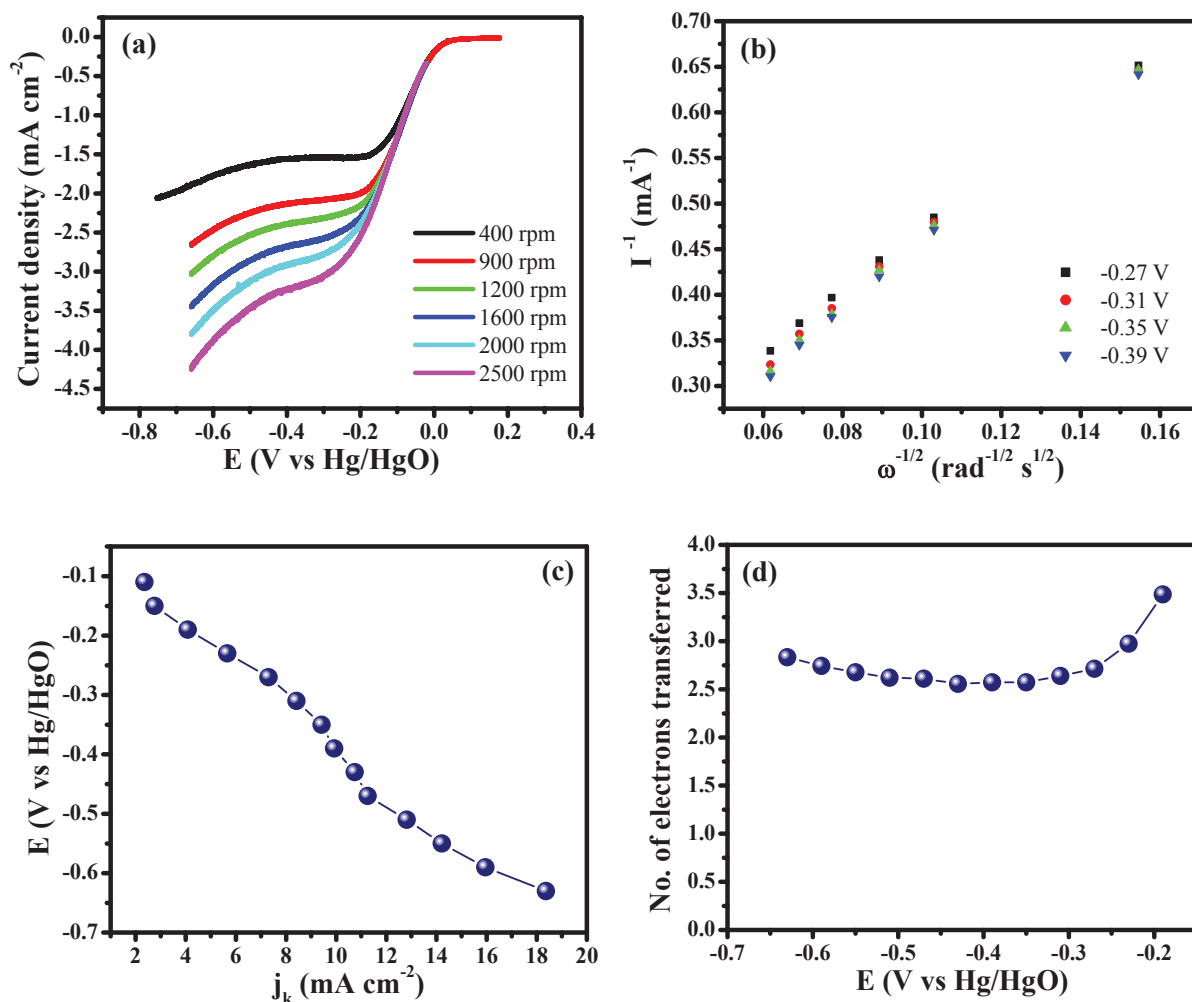 (a)
0.0
-0.5
-1.0
-1.5
-2.0
-2.5
-3.0
-3.5
-4.0
-4.5
Current density (mA cm⁻²)
400 rpm
900 rpm
1200 rpm
1600 rpm
2000 rpm
2500 rpm
-0.8 -0.6 -0.4 -0.2 0.0 0.2 0.4
E (V vs Hg/HgO)
(b)
0.70
0.65
0.60
0.55
0.50
0.45
0.40
0.35
0.30
I⁻¹ (mA⁻¹)
-0.27 V
-0.31 V
-0.35 V
-0.39 V
0.06 0.08 0.10 0.12 0.14 0.16
ω⁻¹/² (rad⁻¹/² s¹/²)
(c)
-0.1
-0.2
-0.3
-0.4
-0.5
-0.6
-0.7
E (V vs Hg/HgO)
2 4 6 8 10 12 14 16 18 20
jₖ (mA cm⁻²)
(d)
4.0
3.5
3.0
2.5
2.0
1.5
1.0
0.5
0.0
No. of electrons transferred
-0.7 -0.6 -0.5 -0.4 -0.3 -0.2
E (V vs Hg/HgO)